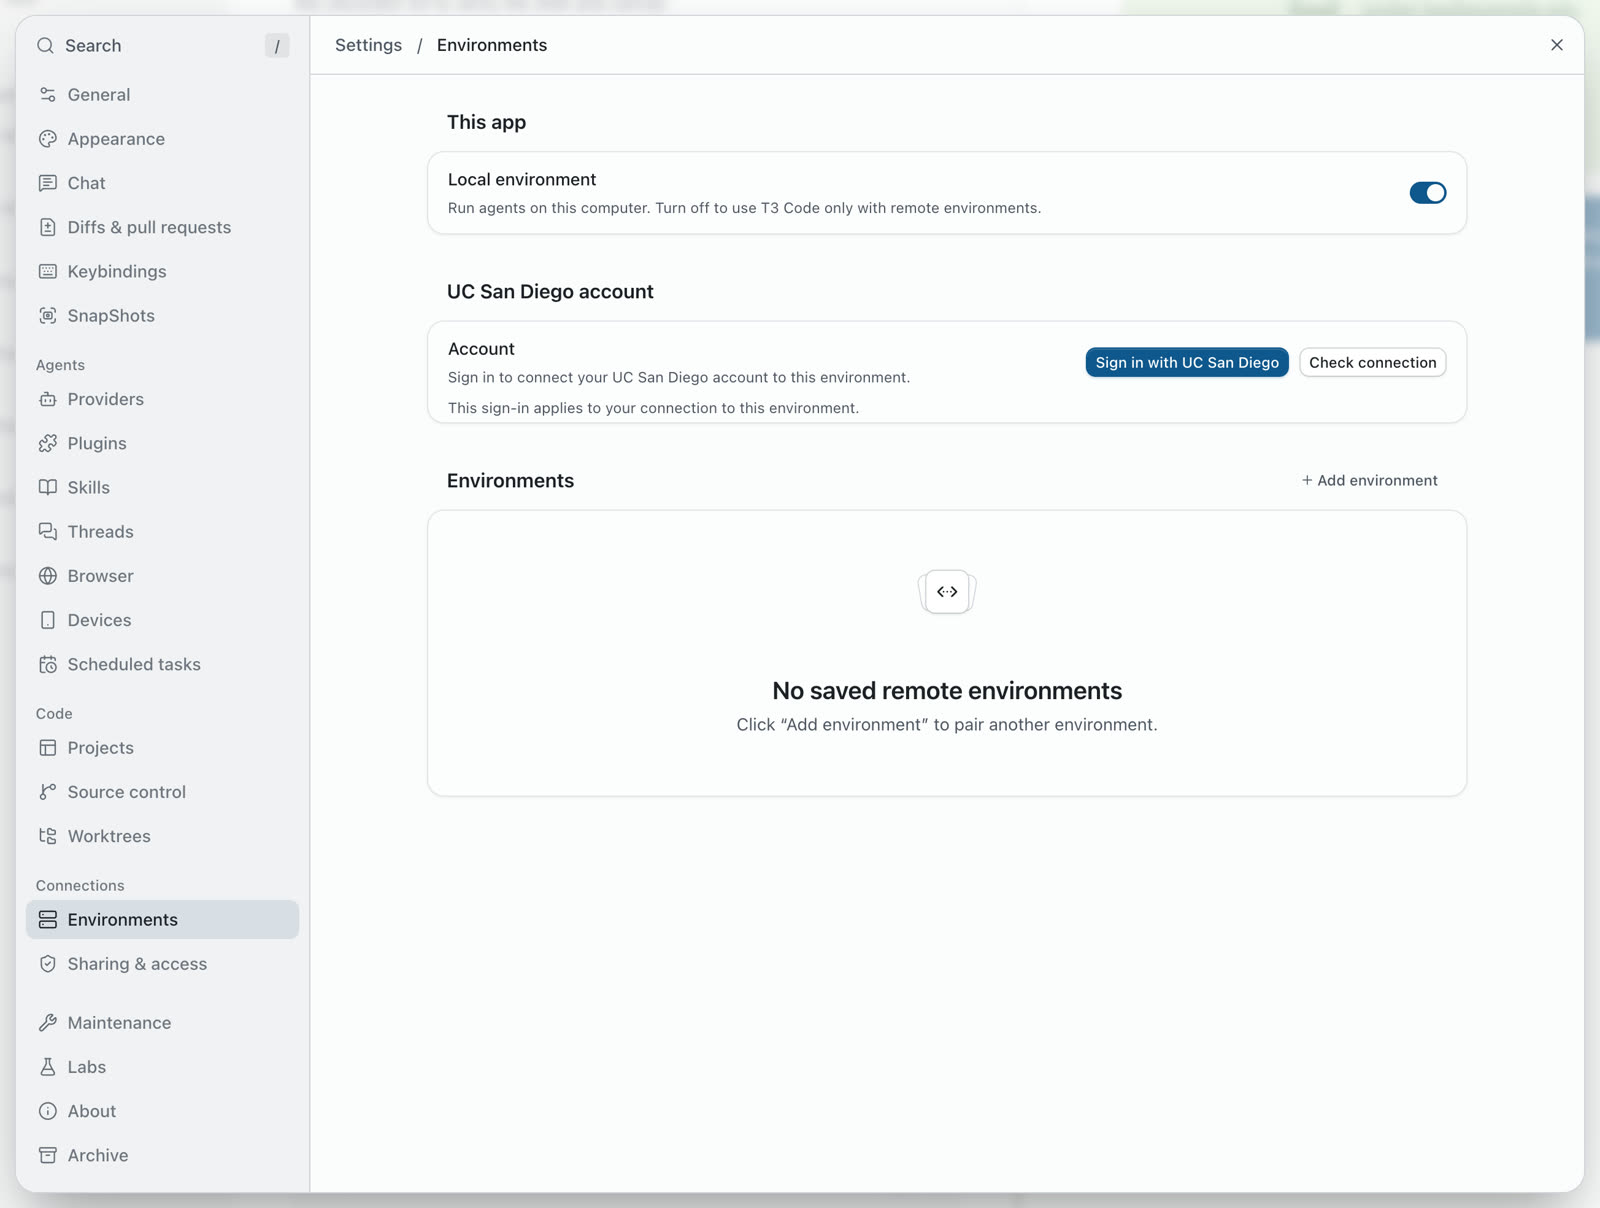 Search
/
General
Appearance
Chat
Diffs & pull requests
Keybindings
SnapShots
Agents
Providers
Plugins
Skills
Threads
Browser
Devices
Scheduled tasks
Code
Projects
Source control
Worktrees
Connections
Environments
Sharing & access
Maintenance
Labs
About
Archive
Settings / Environments
This app
Local environment
Run agents on this computer. Turn off to use T3 Code only with remote environments.
UC San Diego account
Account
Sign in to connect your UC San Diego account to this environment.
This sign-in applies to your connection to this environment.
Sign in with UC San Diego
Check connection
Environments
+ Add environment
No saved remote environments
Click “Add environment” to pair another environment.